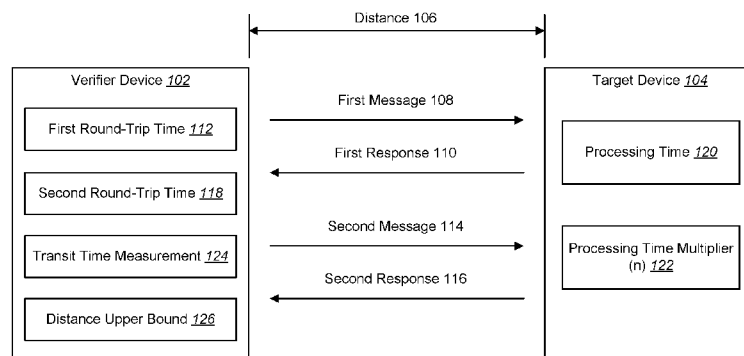 Distance 106
Verifier Device 102
First Round-Trip Time 112
Second Round-Trip Time 118
Transit Time Measurement 124
Distance Upper Bound 126
First Message 108
First Response 110
Second Message 114
Second Response 116
Target Device 104
Processing Time 120
Processing Time Multiplier
(n) 122